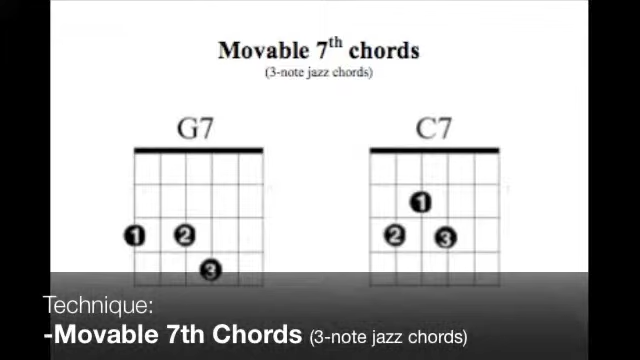 Movable 7th chords
(3-note jazz chords)
G7 C7
1
1 2 2 3
3
Technique:
-Movable 7th Chords (3-note jazz chords)